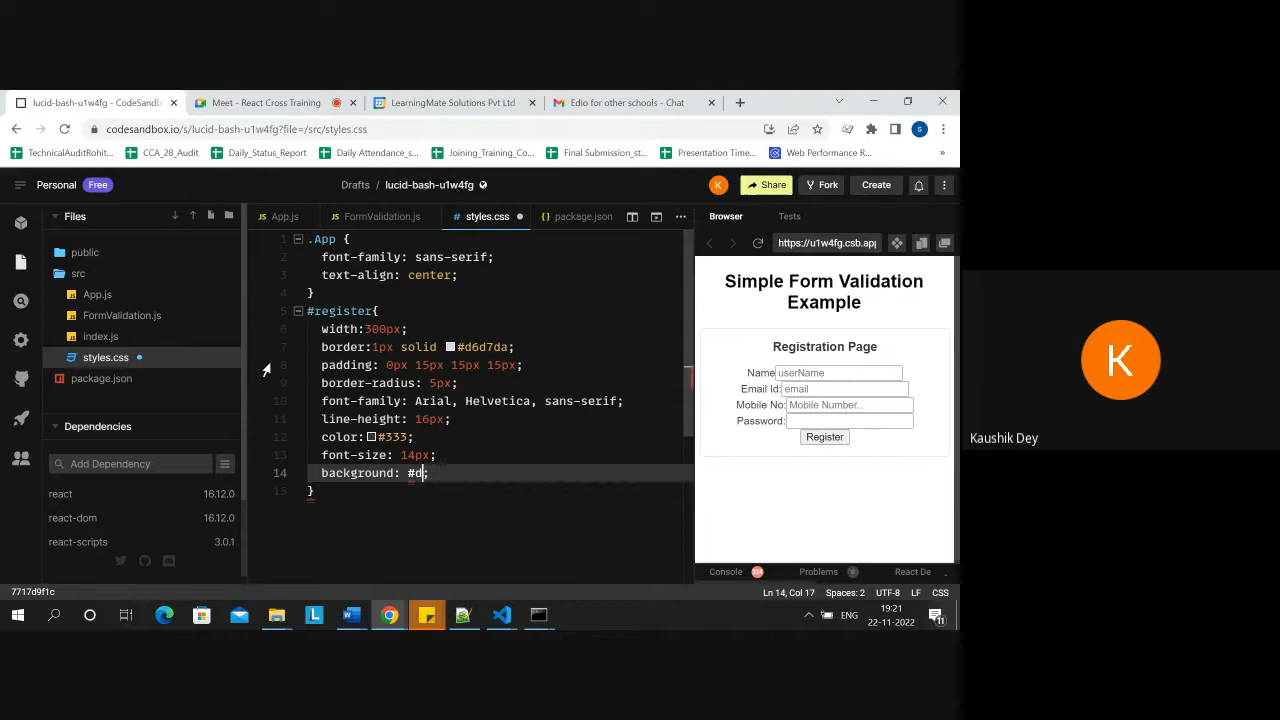 lucid-bash-u1w4fg - CodeSandb
Meet - React Cross Training
LearningMate Solutions Pvt Ltd -
Edio for other schools - Chat
codesandbox.io/s/lucid-bash-u1w4fg?file=/src/styles.css
TechnicalAuditRohit...
CCA_28_Audit
Daily_Status_Report
Daily Attendance_s...
Joining_Training_Co...
Final Submission_st...
Presentation Time...
Web Performance R...
Personal Free
Drafts / lucid-bash-u1w4fg
K
Share
Fork
Create
Files
App.js
FormValidation.js
styles.css
package.json
Browser
Tests
public
src
App.js
FormValidation.js
index.js
styles.css
package.json
Dependencies
Add Dependency
react 16.12.0
react-dom 16.12.0
react-scripts 3.0.1
1 .App {
2 font-family: sans-serif;
3 text-align: center;
4 }
5 #register{
6 width:300px;
7 border:1px solid #d6d7da;
8 padding: 0px 15px 15px 15px;
9 border-radius: 5px;
10 font-family: Arial, Helvetica, sans-serif;
11 line-height: 16px;
12 color:#333;
13 font-size: 14px;
14 background: #d;
15 }
https://u1w4fg.csb.app
Simple Form Validation
Example
Registration Page
Name userName
Email Id: email
Mobile No: Mobile Number..
Password:
Register
Console 324
Problems 0
React De
7717d9f1c
Ln 14, Col 17
Spaces: 2
UTF-8
LF
CSS
ENG
19:21
22-11-2022
K
Kaushik Dey